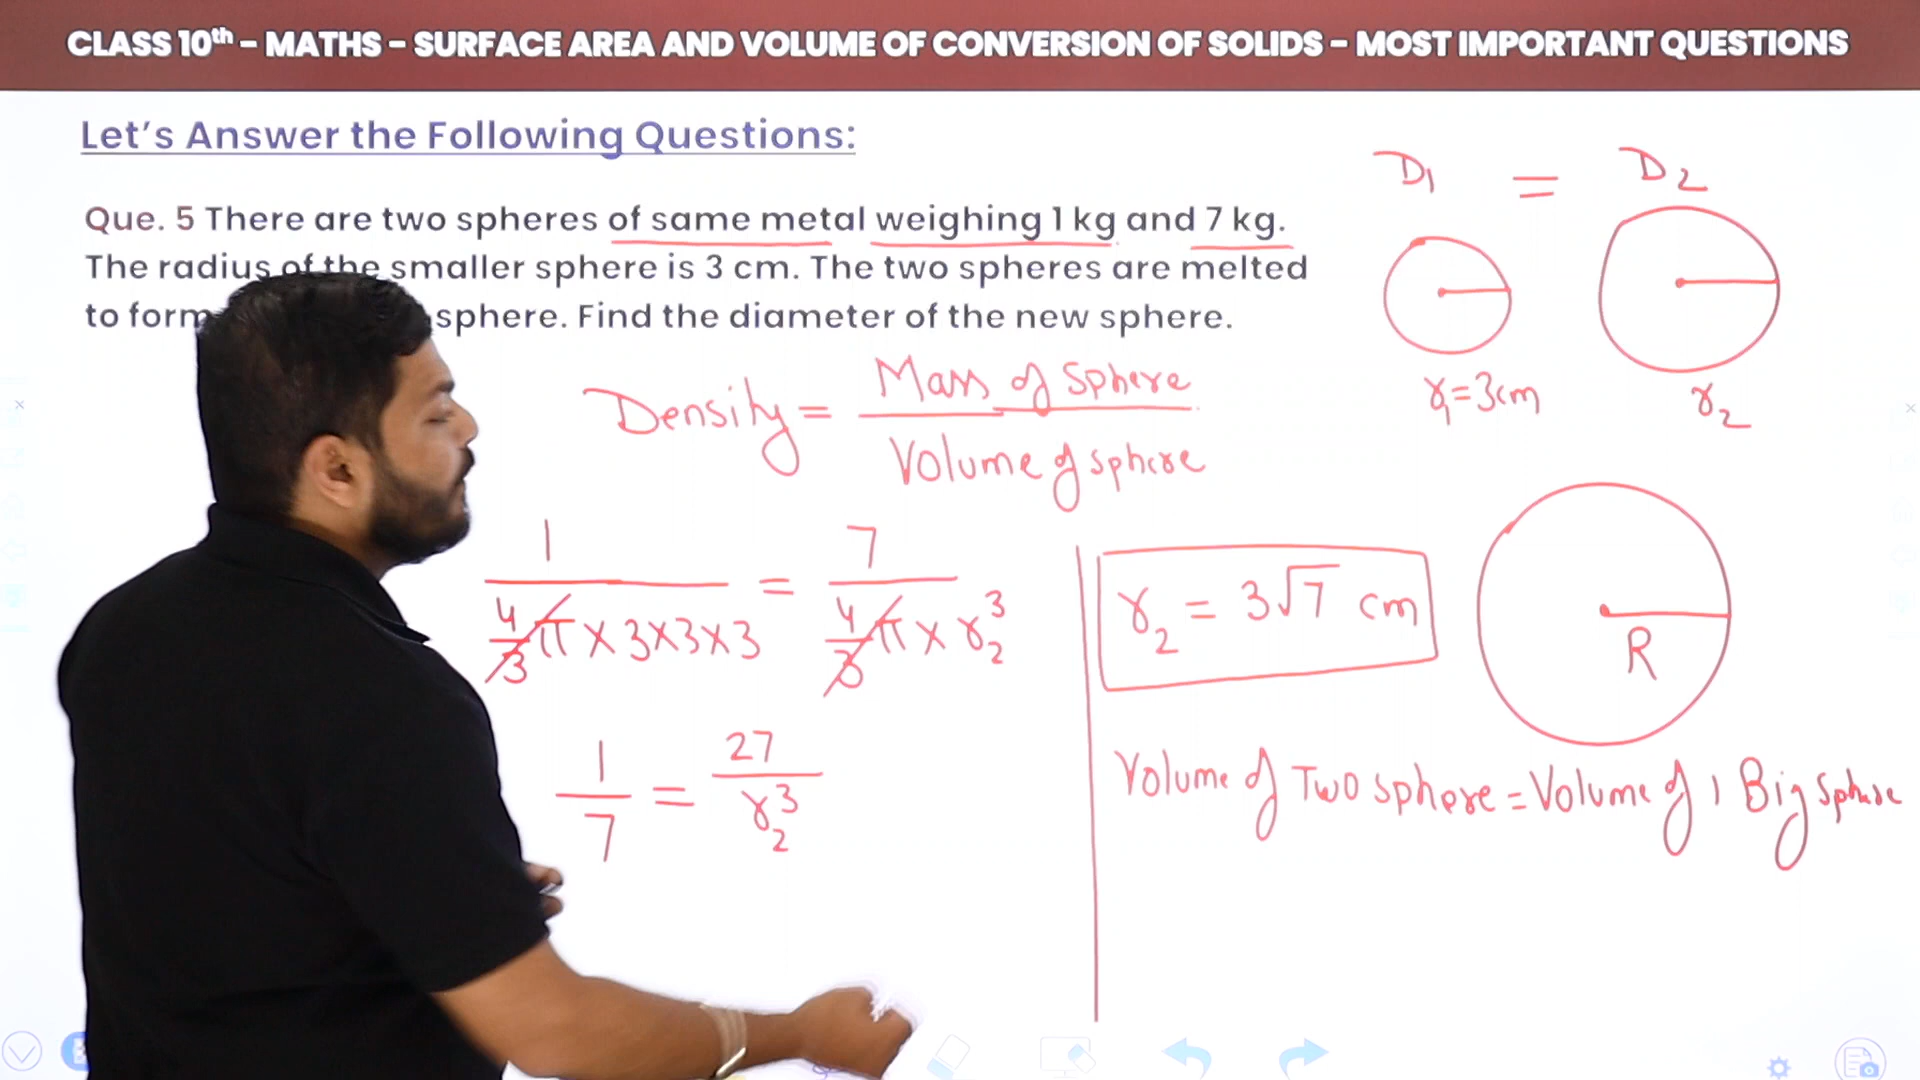 CLASS 10th – MATHS – SURFACE AREA AND VOLUME OF CONVERSION OF SOLIDS – MOST IMPORTANT QUESTIONS
Let's Answer the Following Questions:
Que. 5 There are two spheres of same metal weighing 1 kg and 7 kg.
The radius of the smaller sphere is 3 cm. The two spheres are melted
to form sphere. Find the diameter of the new sphere.
D1 = D2
r1=3cm
r2
Density = Mass of Sphere / Volume of sphere
1 / 4/3 π × 3×3×3 = 7 / 4/3 π × r2^3
1/7 = 27 / r2^3
r2 = 3√7 cm
R
Volume of Two sphere = Volume of 1 Big Sphere